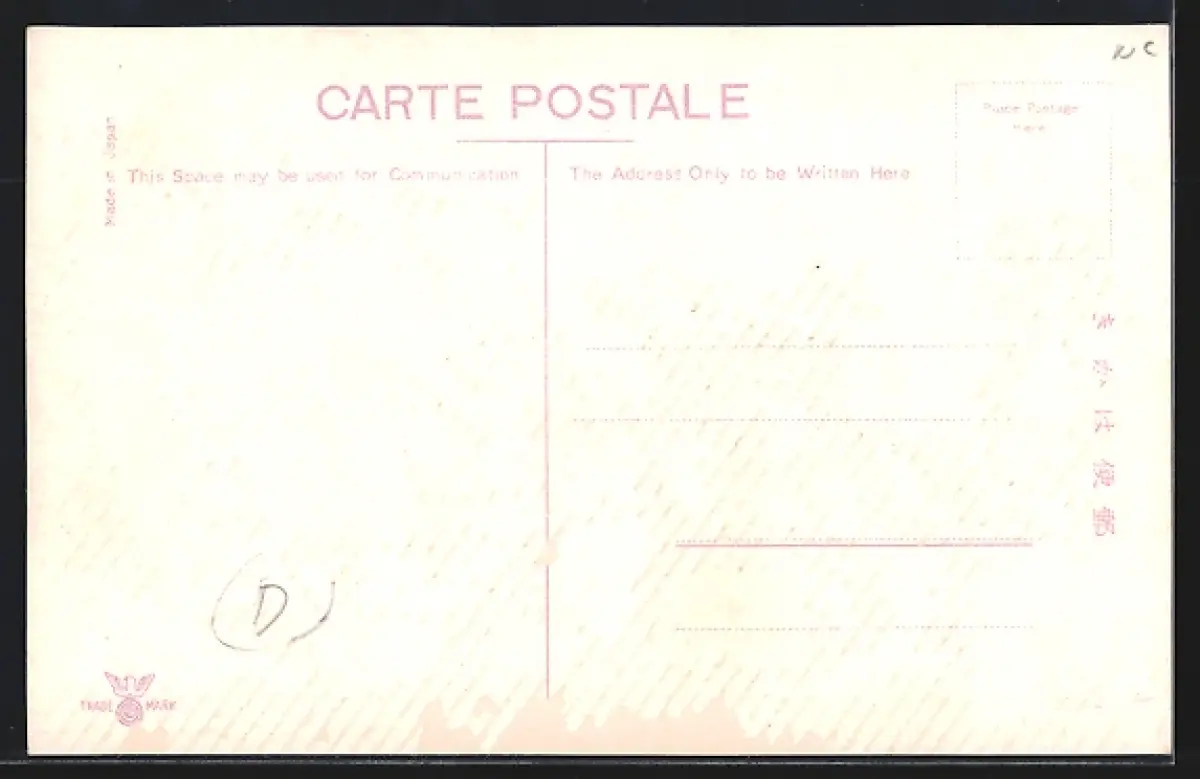 CARTE POSTALE
Place Postage
Here
Made in Japan
This Space may be used for Communication
The Address Only to be Written Here
きかは便郵
D
TRADE MARK